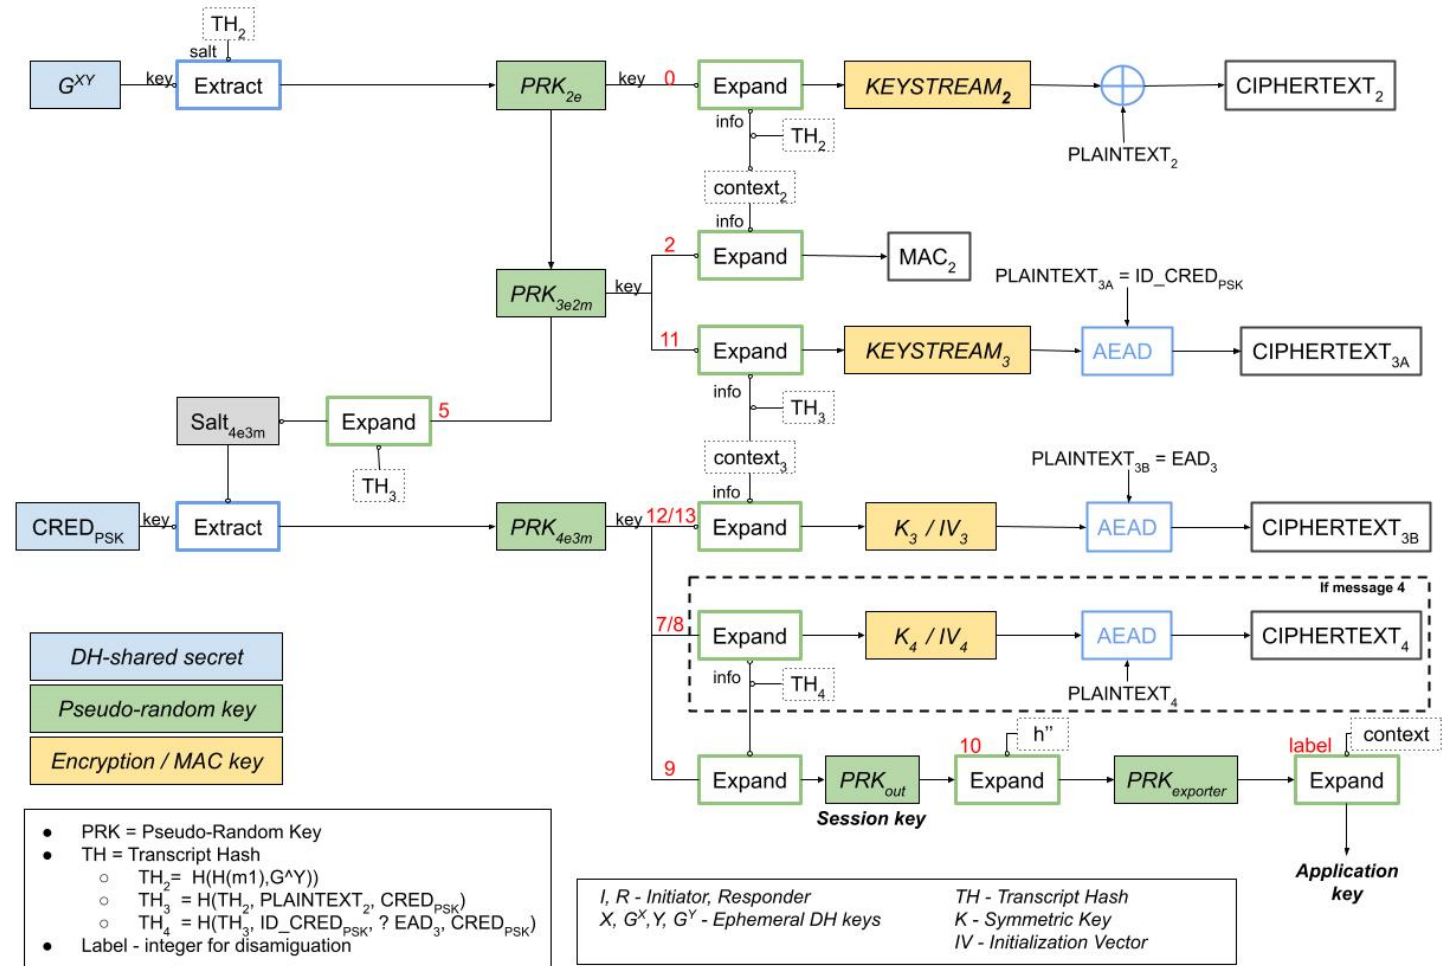 TH2
salt
G^XY
key
Extract
PRK2e
key
0
Expand
KEYSTREAM2
CIPHERTEXT2
info
TH2
PLAINTEXT2
context2
info
2
Expand
MAC2
PRK3e2m
key
PLAINTEXT3A = ID_CREDPSK
11
Expand
KEYSTREAM3
AEAD
CIPHERTEXT3A
info
TH3
Salt4e3m
Expand
5
TH3
context3
info
PLAINTEXT3B = EAD3
CREDPSK
key
Extract
PRK4e3m
key
12/13
Expand
K3 / IV3
AEAD
CIPHERTEXT3B
If message 4
7/8
Expand
K4 / IV4
AEAD
CIPHERTEXT4
info
TH4
PLAINTEXT4
DH-shared secret
Pseudo-random key
Encryption / MAC key
9
Expand
PRKout
Session key
10
h’’
Expand
PRKexporter
label
context
Expand
Application
key
● PRK = Pseudo-Random Key
● TH = Transcript Hash
○ TH2= H(H(m1),G^Y))
○ TH3 = H(TH2, PLAINTEXT2, CREDPSK)
○ TH4 = H(TH3, ID_CREDPSK, ? EAD3, CREDPSK)
● Label - integer for disamiguation
I, R - Initiator, Responder
X, G^X, Y, G^Y - Ephemeral DH keys
TH - Transcript Hash
K - Symmetric Key
IV - Initialization Vector